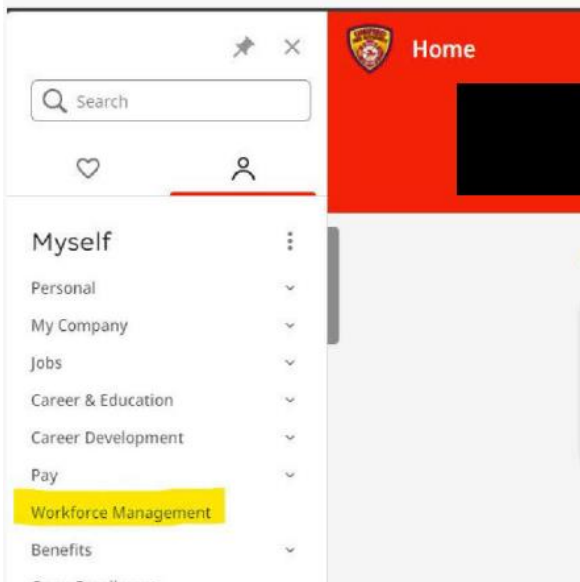 Home
Search
Myself
Personal
My Company
Jobs
Career & Education
Career Development
Pay
Workforce Management
Benefits